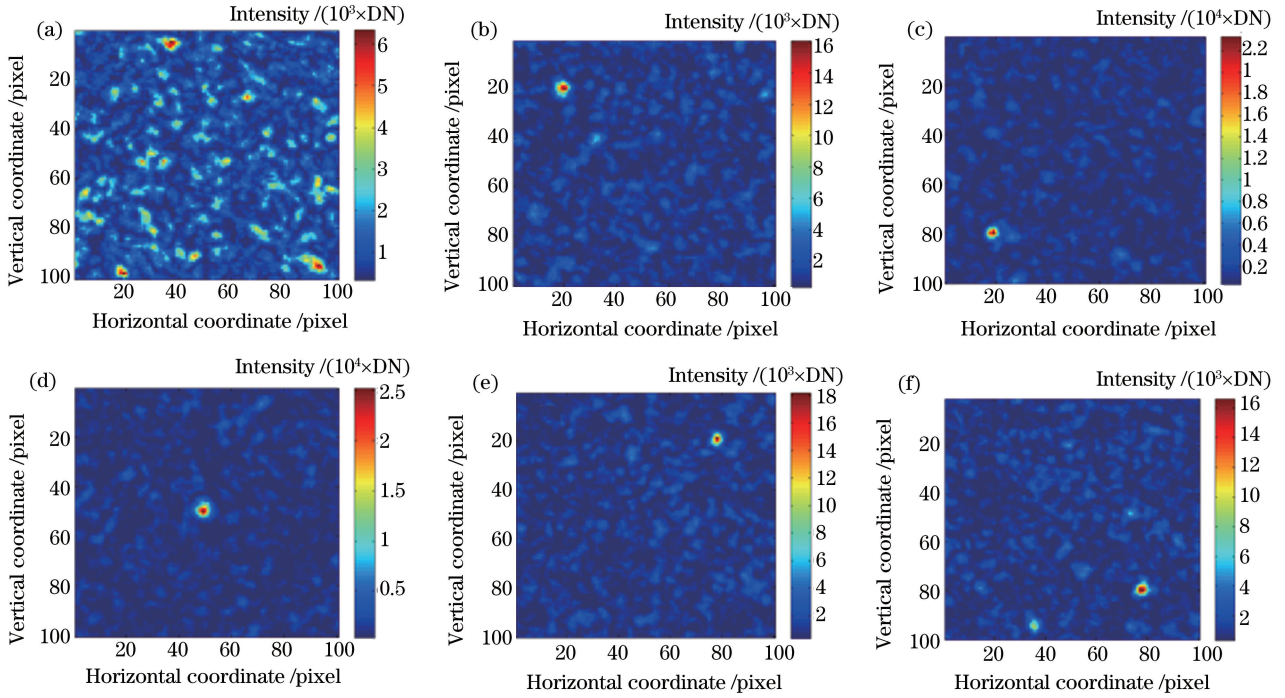 (a)
Intensity /(10³×DN)
6
5
4
3
2
1
20
40
60
80
100
20 40 60 80 100
Vertical coordinate /pixel
Horizontal coordinate /pixel
(b)
Intensity /(10³×DN)
16
14
12
10
8
6
4
2
20
40
60
80
100
20 40 60 80 100
Vertical coordinate /pixel
Horizontal coordinate /pixel
(c)
Intensity /(10⁴×DN)
2.2
2
1.8
1.6
1.4
1.2
1
0.8
0.6
0.4
0.2
20
40
60
80
100
20 40 60 80 100
Vertical coordinate /pixel
Horizontal coordinate /pixel
(d)
Intensity /(10⁴×DN)
2.5
2
1.5
1
0.5
20
40
60
80
100
20 40 60 80 100
Vertical coordinate /pixel
Horizontal coordinate /pixel
(e)
Intensity /(10³×DN)
18
16
14
12
10
8
6
4
2
20
40
60
80
100
20 40 60 80 100
Vertical coordinate /pixel
Horizontal coordinate /pixel
(f)
Intensity /(10³×DN)
16
14
12
10
8
6
4
2
20
40
60
80
100
20 40 60 80 100
Vertical coordinate /pixel
Horizontal coordinate /pixel